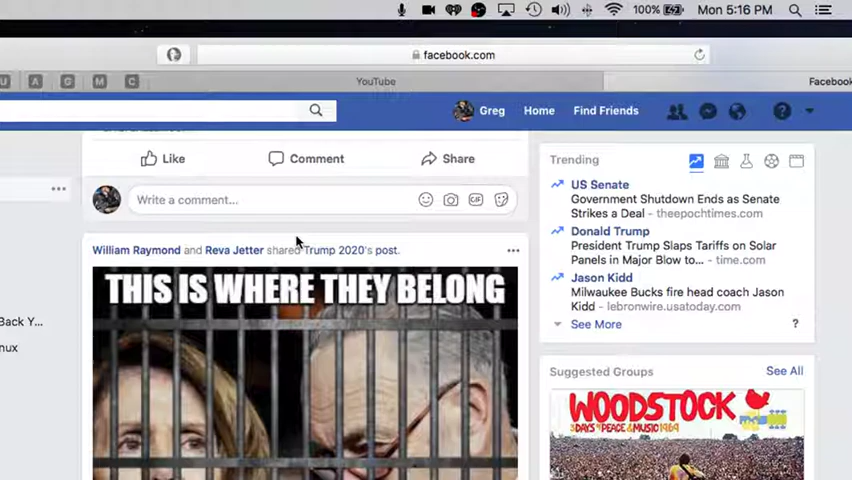 100% Mon 5:16 PM
facebook.com
U A G M C YouTube Facebook
Greg Home Find Friends
Like Comment Share
Write a comment...
GIF
William Raymond and Reva Jetter shared Trump 2020's post.
THIS IS WHERE THEY BELONG
Back Y...
nux
Trending
US Senate
Government Shutdown Ends as Senate
Strikes a Deal - theepochtimes.com
Donald Trump
President Trump Slaps Tariffs on Solar
Panels in Major Blow to... - time.com
Jason Kidd
Milwaukee Bucks fire head coach Jason
Kidd - lebronwire.usatoday.com
See More ?
Suggested Groups See All
WOODSTOCK
3 DAYS of PEACE & MUSIC 1969